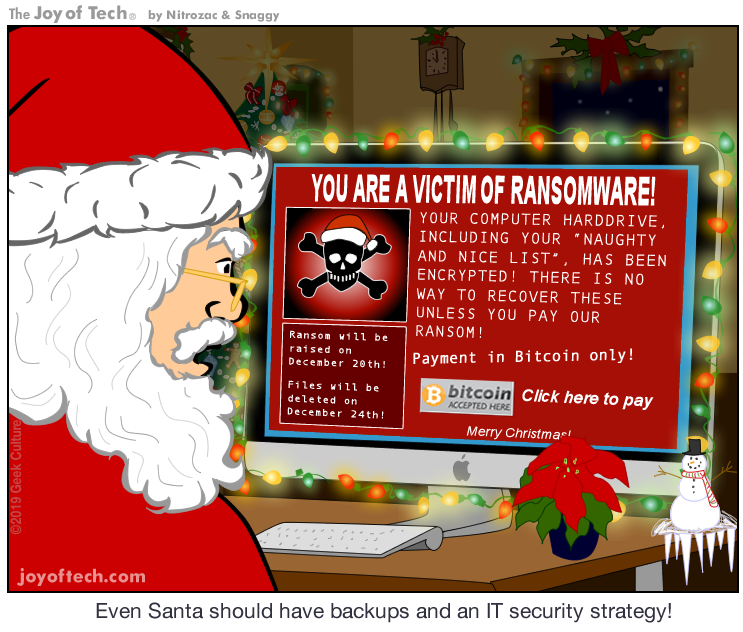 The Joy of Tech® by Nitrozac & Snaggy
YOU ARE A VICTIM OF RANSOMWARE!
YOUR COMPUTER HARDDRIVE,
INCLUDING YOUR "NAUGHTY
AND NICE LIST", HAS BEEN
ENCRYPTED! THERE IS NO
WAY TO RECOVER THESE
UNLESS YOU PAY OUR
RANSOM!
Ransom will be
raised on
December 20th!
Files will be
deleted on
December 24th!
Payment in Bitcoin only!
bitcoin
ACCEPTED HERE
Click here to pay
Merry Christmas!
©2019 Geek Culture
joyoftech.com
Even Santa should have backups and an IT security strategy!